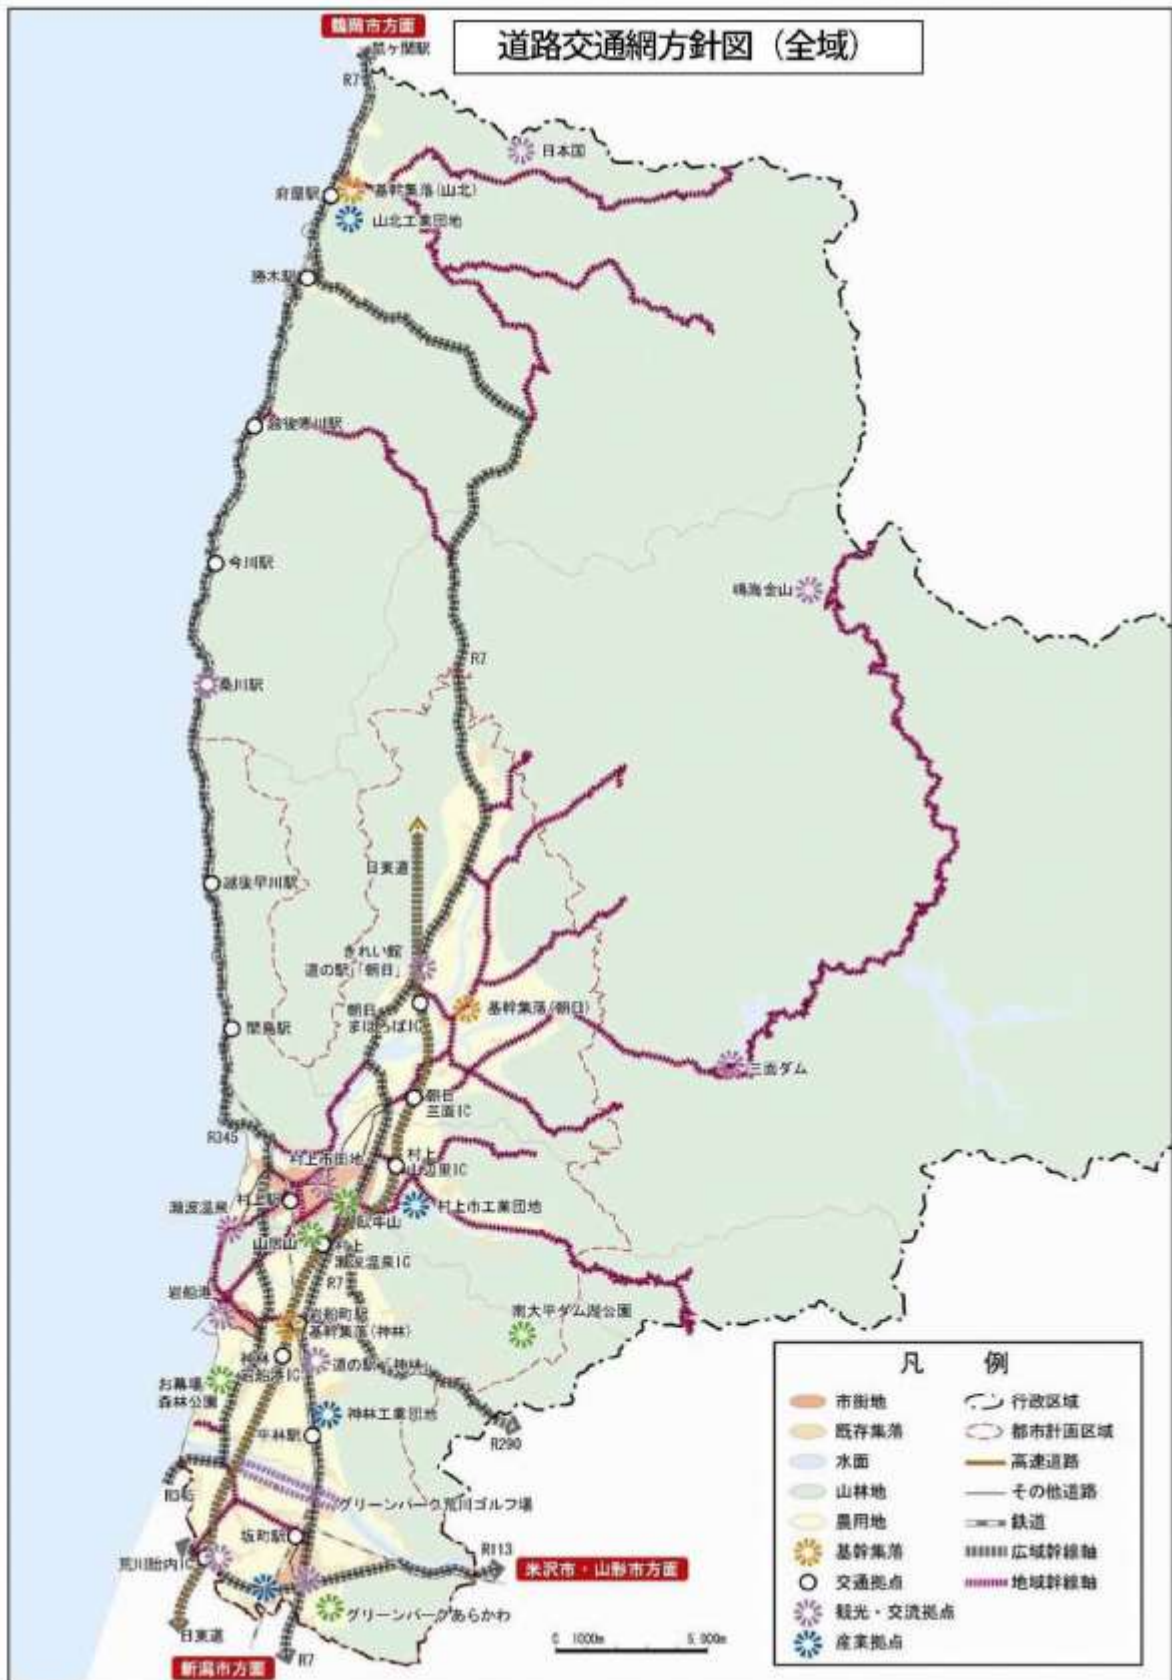 道路交通網方針図（全域）
鶴岡市方面
鼠ヶ関駅
R7
日本国
府屋駅
基幹集落(山北)
山北工業団地
勝木駅
越後寒川駅
今川駅
鳴海金山
R7
桑川駅
日東道
越後早川駅
きれい館
道の駅「朝日」
朝日
まほろばIC
基幹集落(朝日)
間島駅
三面ダム
朝日
三面IC
R345
村上市街地
村上
山辺里IC
瀬波温泉
村上駅
村上市工業団地
臥牛山
山居山
村上
瀬波温泉IC
R7
岩船港
岩船町駅
基幹集落(神林)
南大平ダム湖公園
神林
岩船港IC
道の駅「神林」
お幕場
森林公園
神林工業団地
平林駅
R290
R345
グリーンパーク荒川ゴルフ場
坂町駅
荒川胎内IC
R113
米沢市・山形市方面
グリーンパークあらかわ
日東道
新潟市方面
R7
0 1000m 5,000m
凡 例
市街地
既存集落
水面
山林地
農用地
基幹集落
交通拠点
観光・交流拠点
産業拠点
行政区域
都市計画区域
高速道路
その他道路
鉄道
広域幹線軸
地域幹線軸